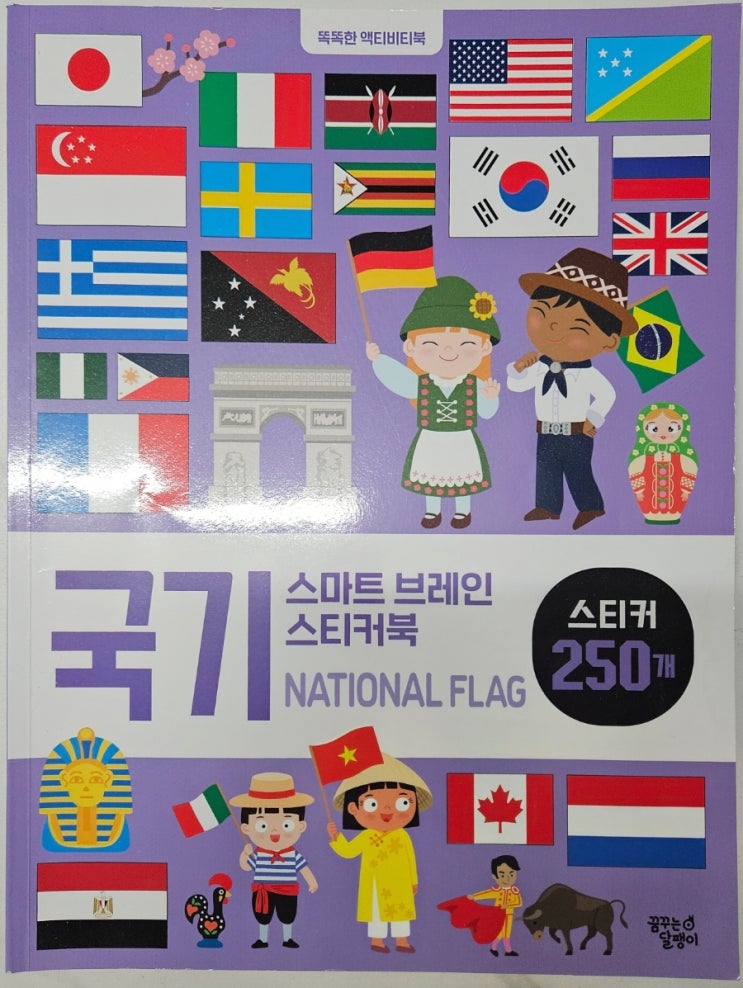 똑똑한 액티비티북
국기
스마트 브레인
스티커북
NATIONAL FLAG
스티커
250개
꿈꾸는
달팽이